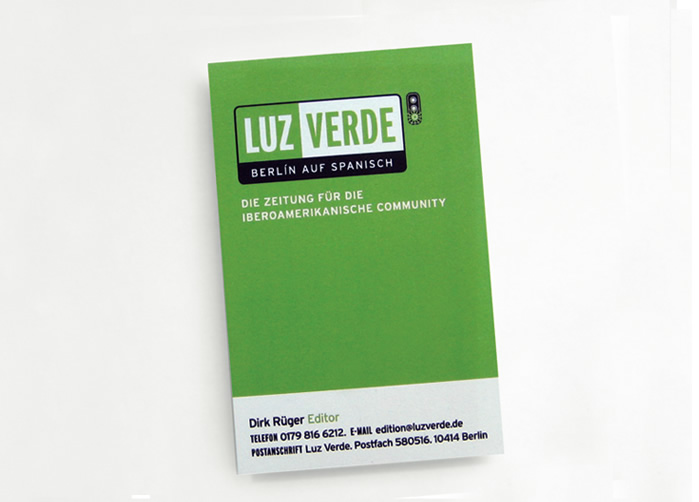 LUZ VERDE
BERLÍN AUF SPANISCH
DIE ZEITUNG FÜR DIE
IBEROAMERIKANISCHE COMMUNITY
Dirk Rüger Editor
TELEFON 0179 816 6212. E-MAIL edition@luzverde.de
POSTANSCHRIFT Luz Verde. Postfach 580516. 10414 Berlin